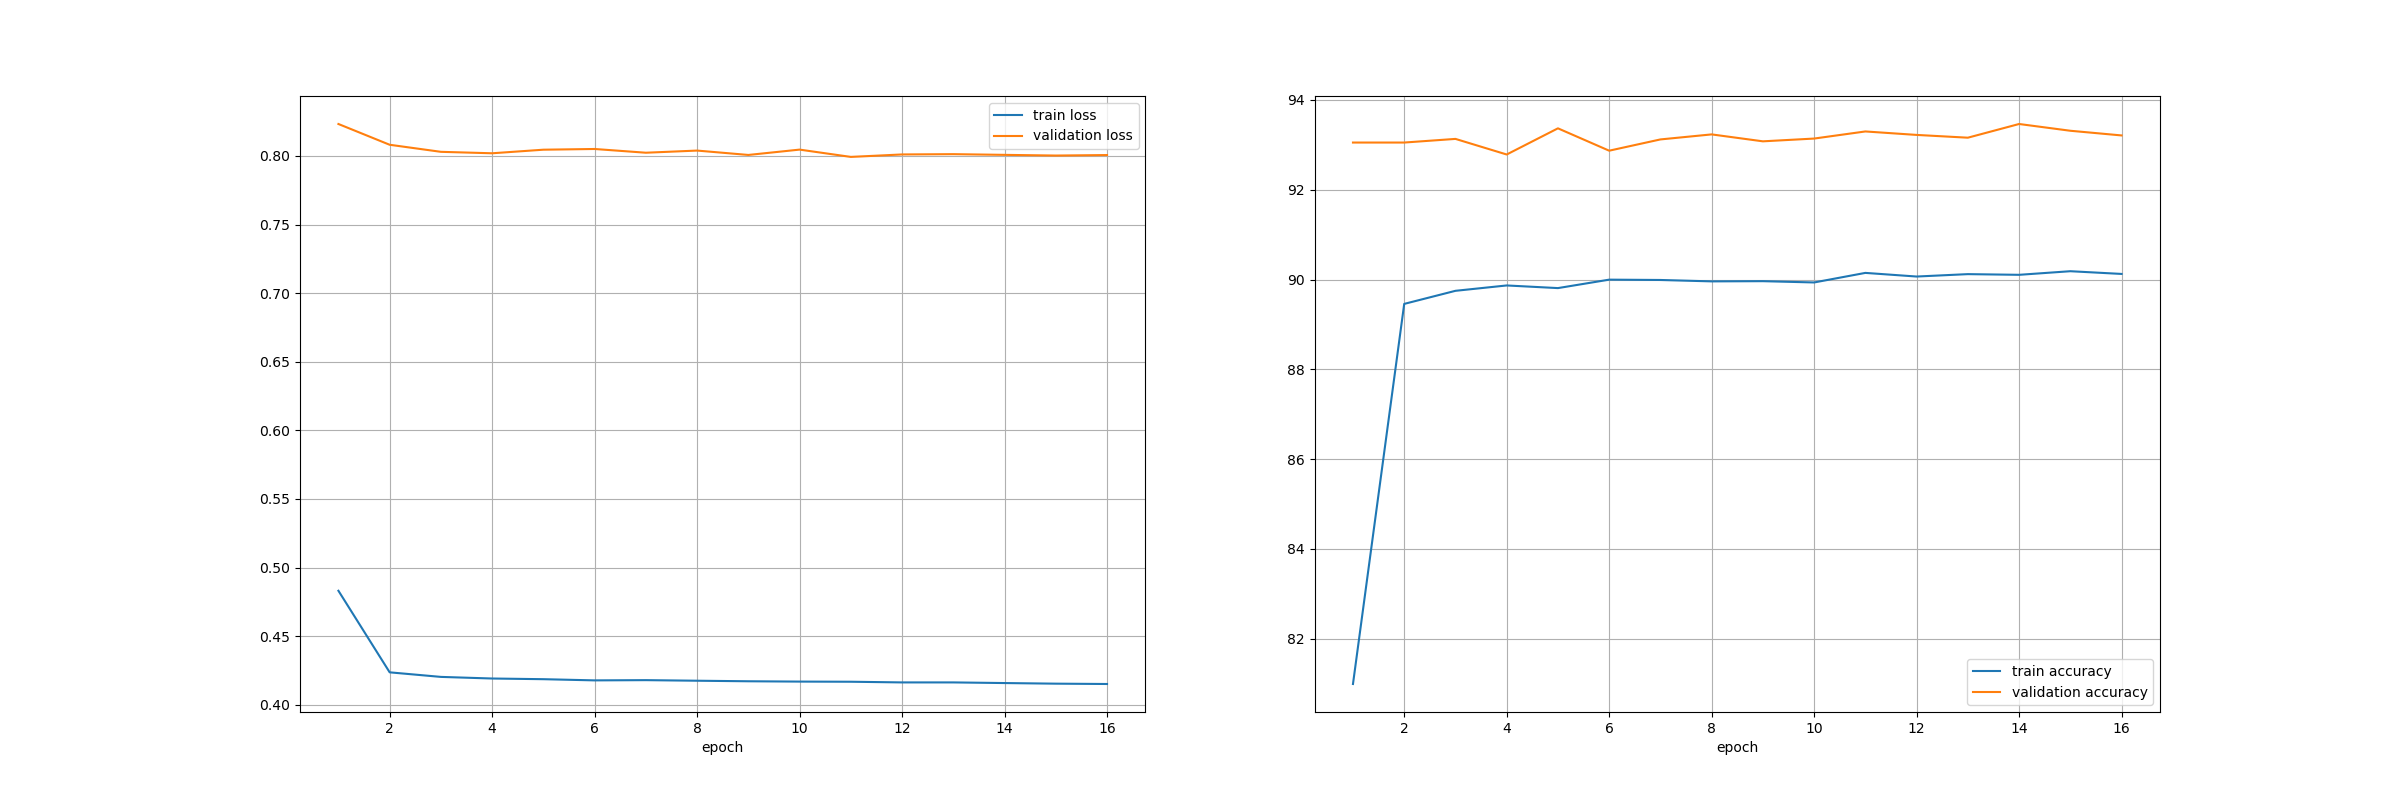 train loss
validation loss
0.80
0.75
0.70
0.65
0.60
0.55
0.50
0.45
0.40
2 4 6 8 10 12 14 16
epoch
94
92
90
88
86
84
82
train accuracy
validation accuracy
2 4 6 8 10 12 14 16
epoch